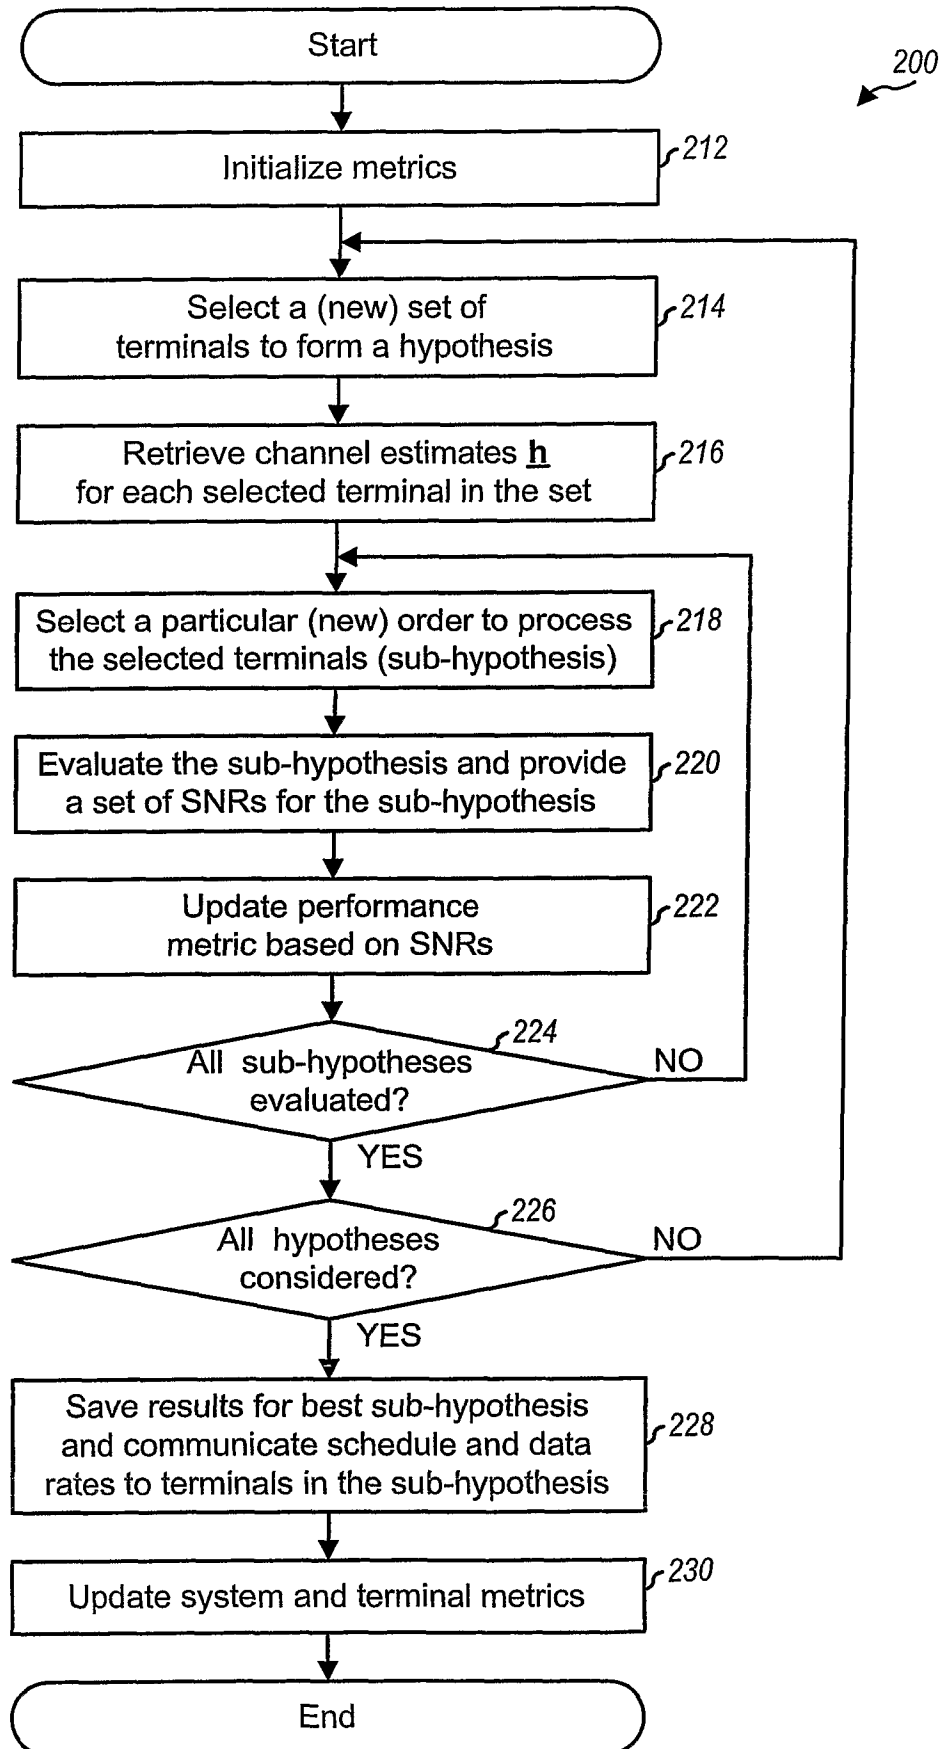 Start
200
Initialize metrics
212
Select a (new) set of
terminals to form a hypothesis
214
Retrieve channel estimates h
for each selected terminal in the set
216
Select a particular (new) order to process
the selected terminals (sub-hypothesis)
218
Evaluate the sub-hypothesis and provide
a set of SNRs for the sub-hypothesis
220
Update performance
metric based on SNRs
222
224
All sub-hypotheses
evaluated?
NO
YES
226
All hypotheses
considered?
NO
YES
Save results for best sub-hypothesis
and communicate schedule and data
rates to terminals in the sub-hypothesis
228
Update system and terminal metrics
230
End